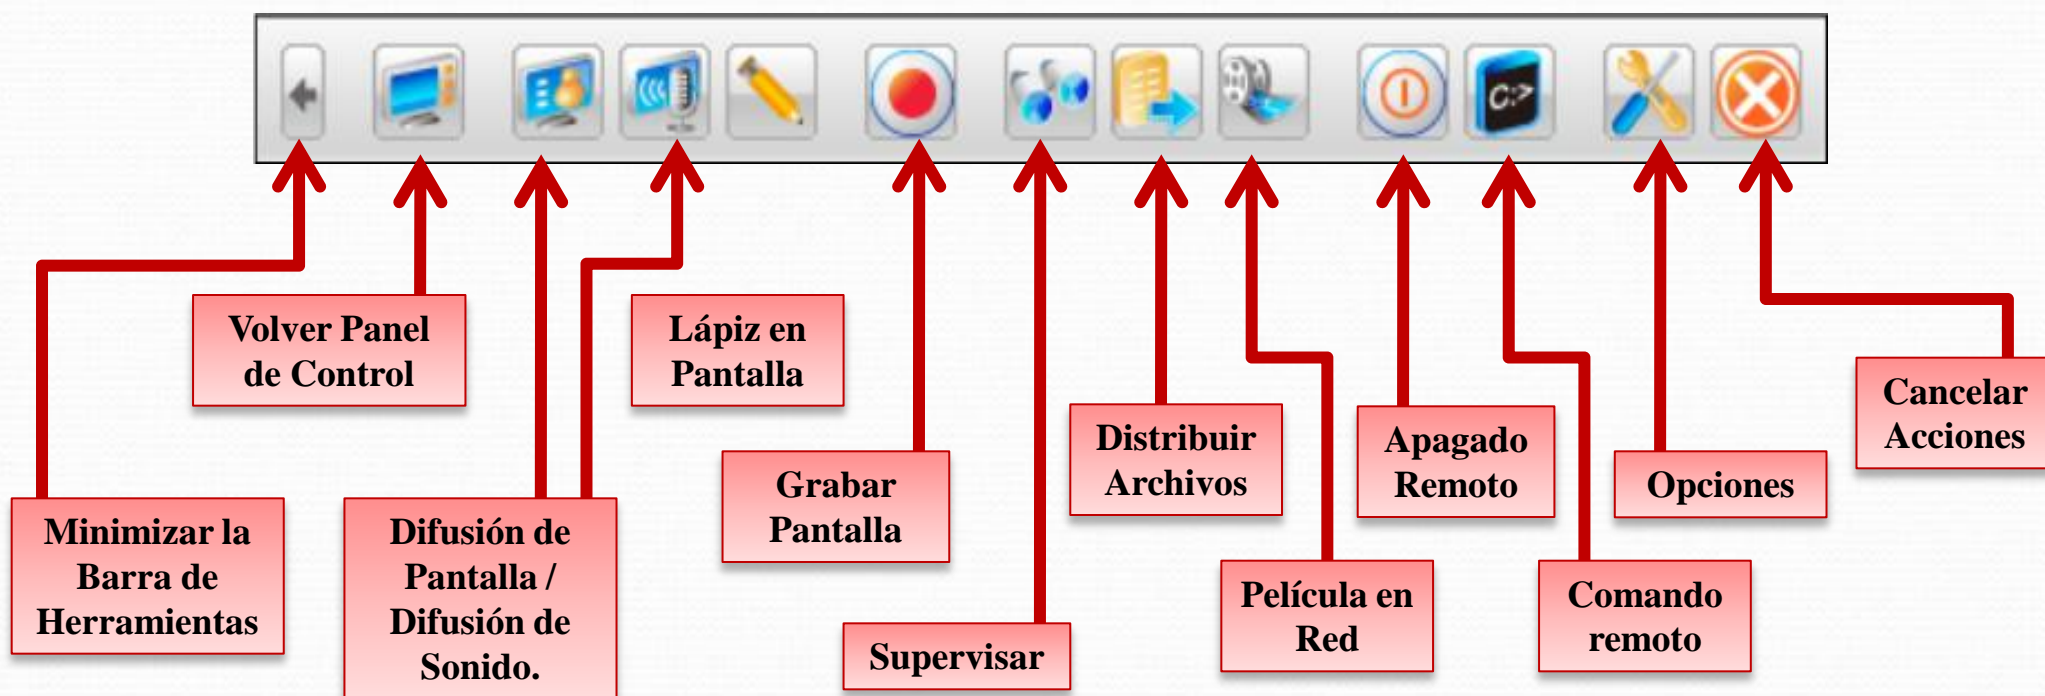 C:>
Volver Panel
de Control
Lápiz en
Pantalla
Cancelar
Acciones
Distribuir
Archivos
Apagado
Remoto
Grabar
Pantalla
Opciones
Minimizar la
Barra de
Herramientas
Difusión de
Pantalla /
Difusión de
Sonido.
Película en
Red
Comando
remoto
Supervisar